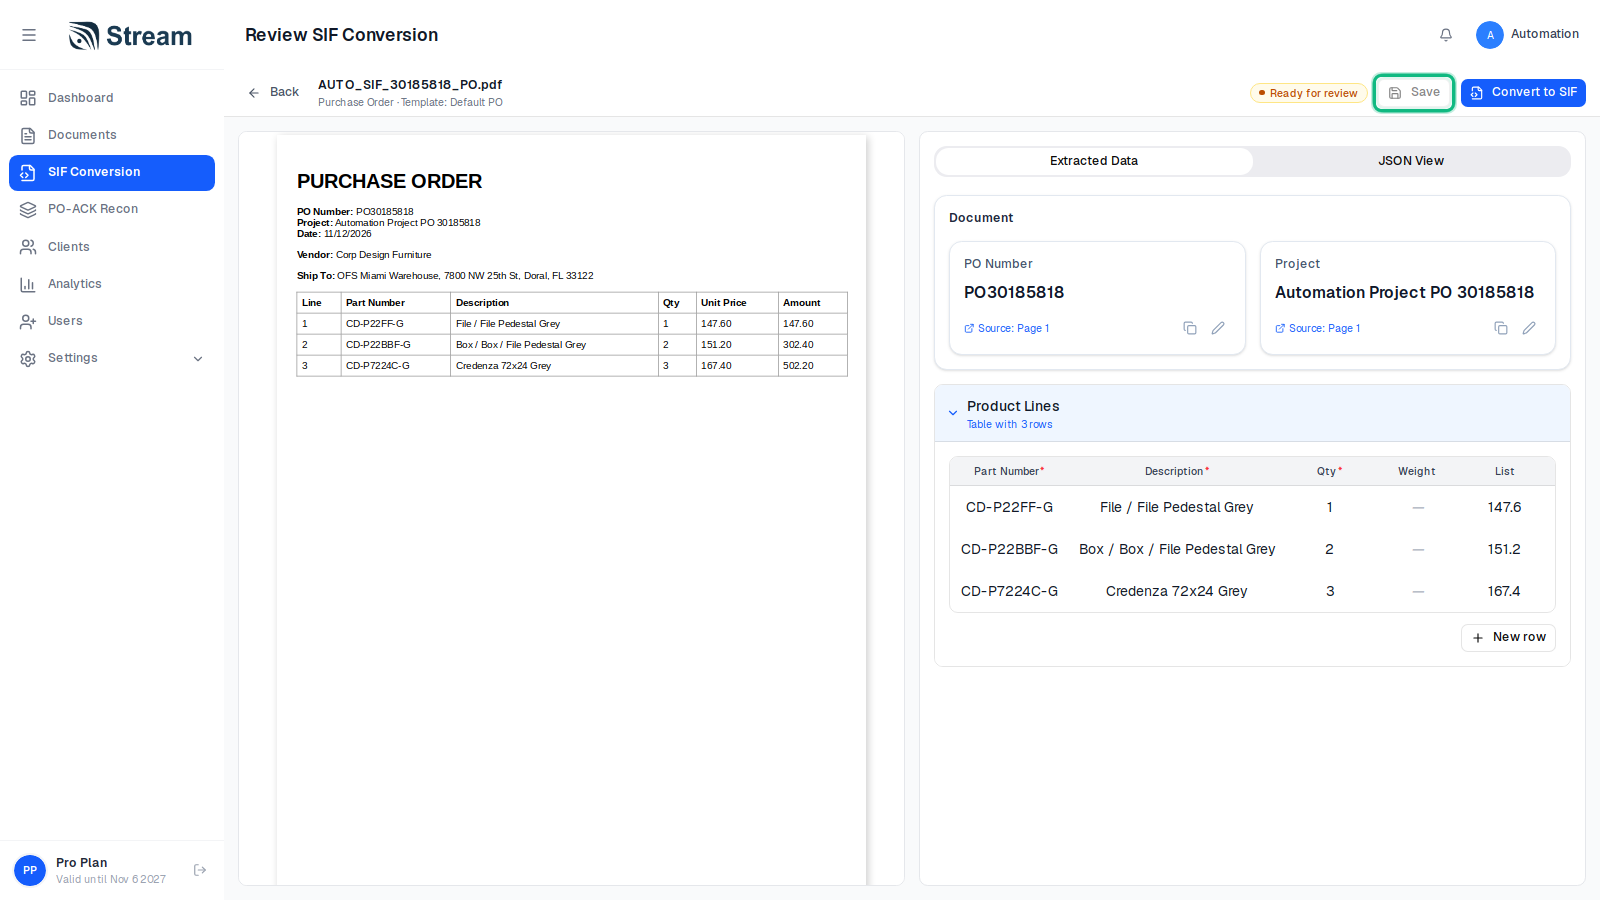 Stream
Review SIF Conversion
A
Automation
Dashboard
Documents
SIF Conversion
PO-ACK Recon
Clients
Analytics
Users
Settings
PP
Pro Plan
Valid until Nov 6 2027
Back
AUTO_SIF_30185818_PO.pdf
Purchase Order · Template: Default PO
Ready for review
Save
Convert to SIF
PURCHASE ORDER
PO Number: PO30185818
Project: Automation Project PO 30185818
Date: 11/12/2026
Vendor: Corp Design Furniture
Ship To: OFS Miami Warehouse, 7800 NW 25th St, Doral, FL 33122
Line Part Number Description Qty Unit Price Amount
1 CD-P22FF-G File / File Pedestal Grey 1 147.60 147.60
2 CD-P22BBF-G Box / Box / File Pedestal Grey 2 151.20 302.40
3 CD-P7224C-G Credenza 72x24 Grey 3 167.40 502.20
Extracted Data JSON View
Document
PO Number
PO30185818
Source: Page 1
Project
Automation Project PO 30185818
Source: Page 1
Product Lines
Table with 3 rows
Part Number* Description* Qty* Weight List
CD-P22FF-G File / File Pedestal Grey 1 — 147.6
CD-P22BBF-G Box / Box / File Pedestal Grey 2 — 151.2
CD-P7224C-G Credenza 72x24 Grey 3 — 167.4
New row